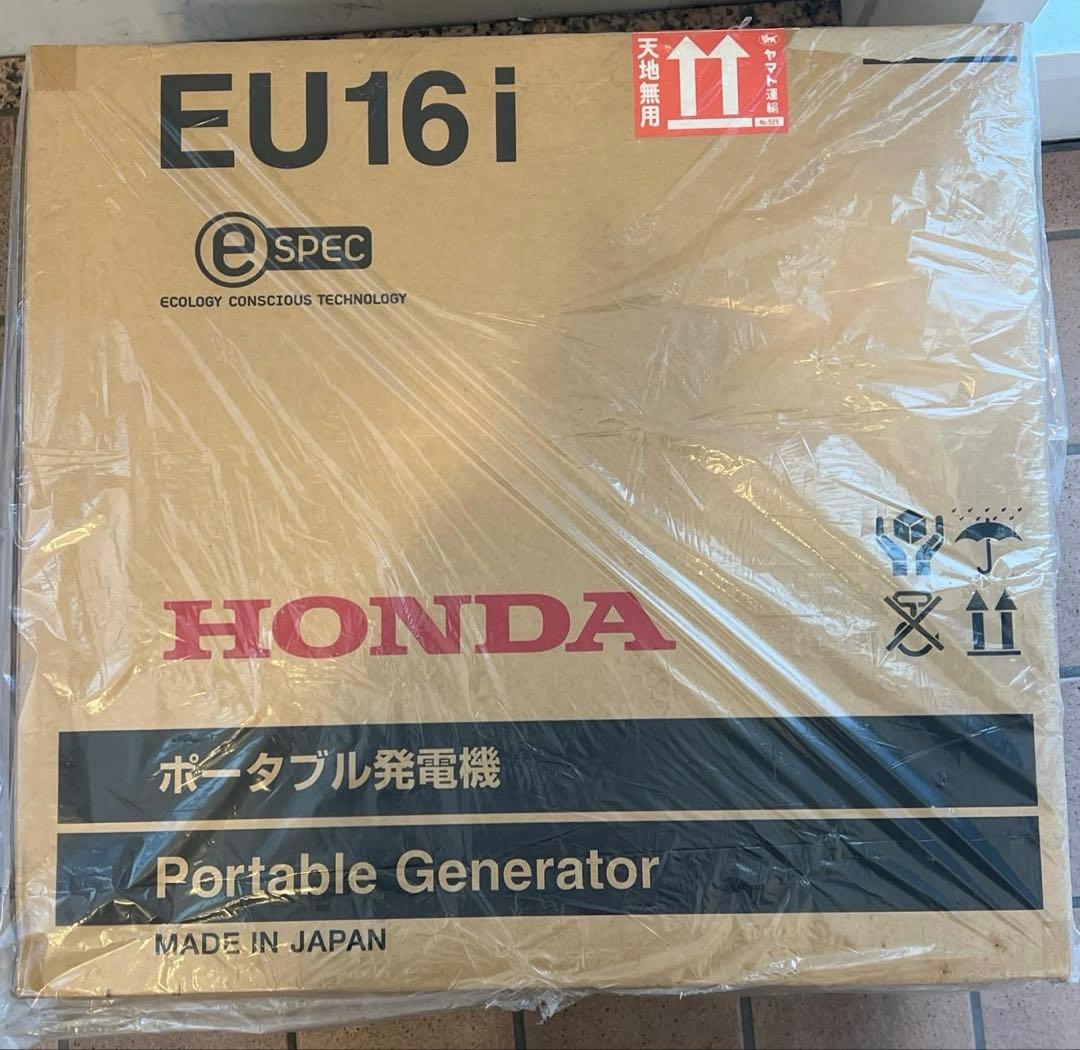 EU16i
天地無用
ヤマト運輸
No.525
e SPEC
ECOLOGY CONSCIOUS TECHNOLOGY
HONDA
ポータブル発電機
Portable Generator
MADE IN JAPAN